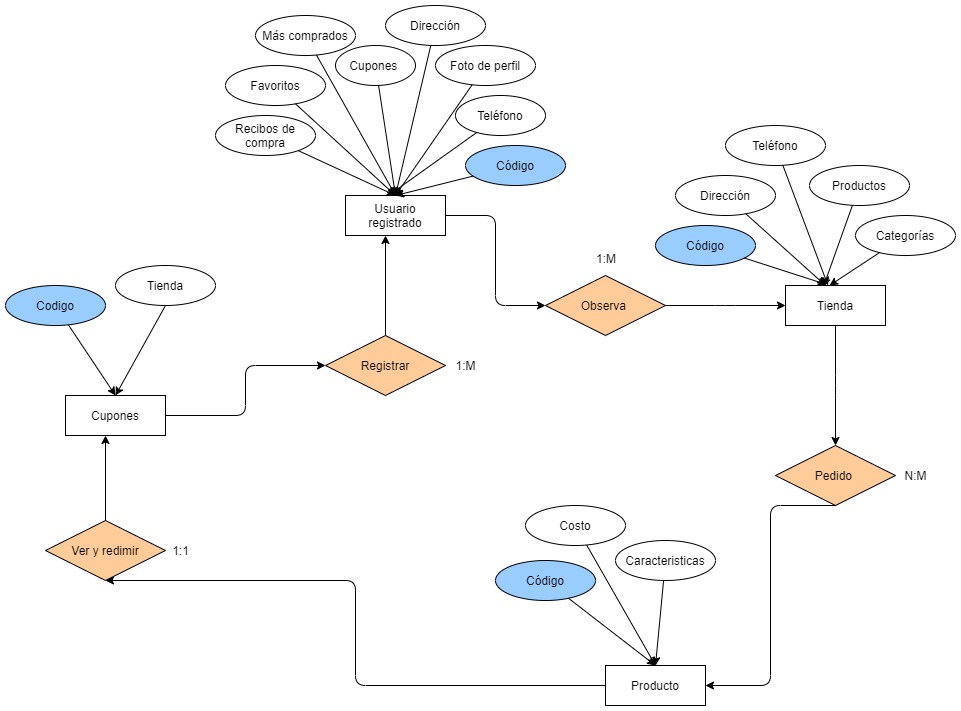 Dirección
Más comprados
Cupones
Foto de perfil
Favoritos
Teléfono
Recibos de
compra
Código
Usuario
registrado
Teléfono
Dirección
Productos
Código
Categorías
1:M
Observa
Tienda
Codigo
Tienda
Registrar
1:M
Cupones
Pedido
N:M
Ver y redimir
1:1
Costo
Código
Caracteristicas
Producto